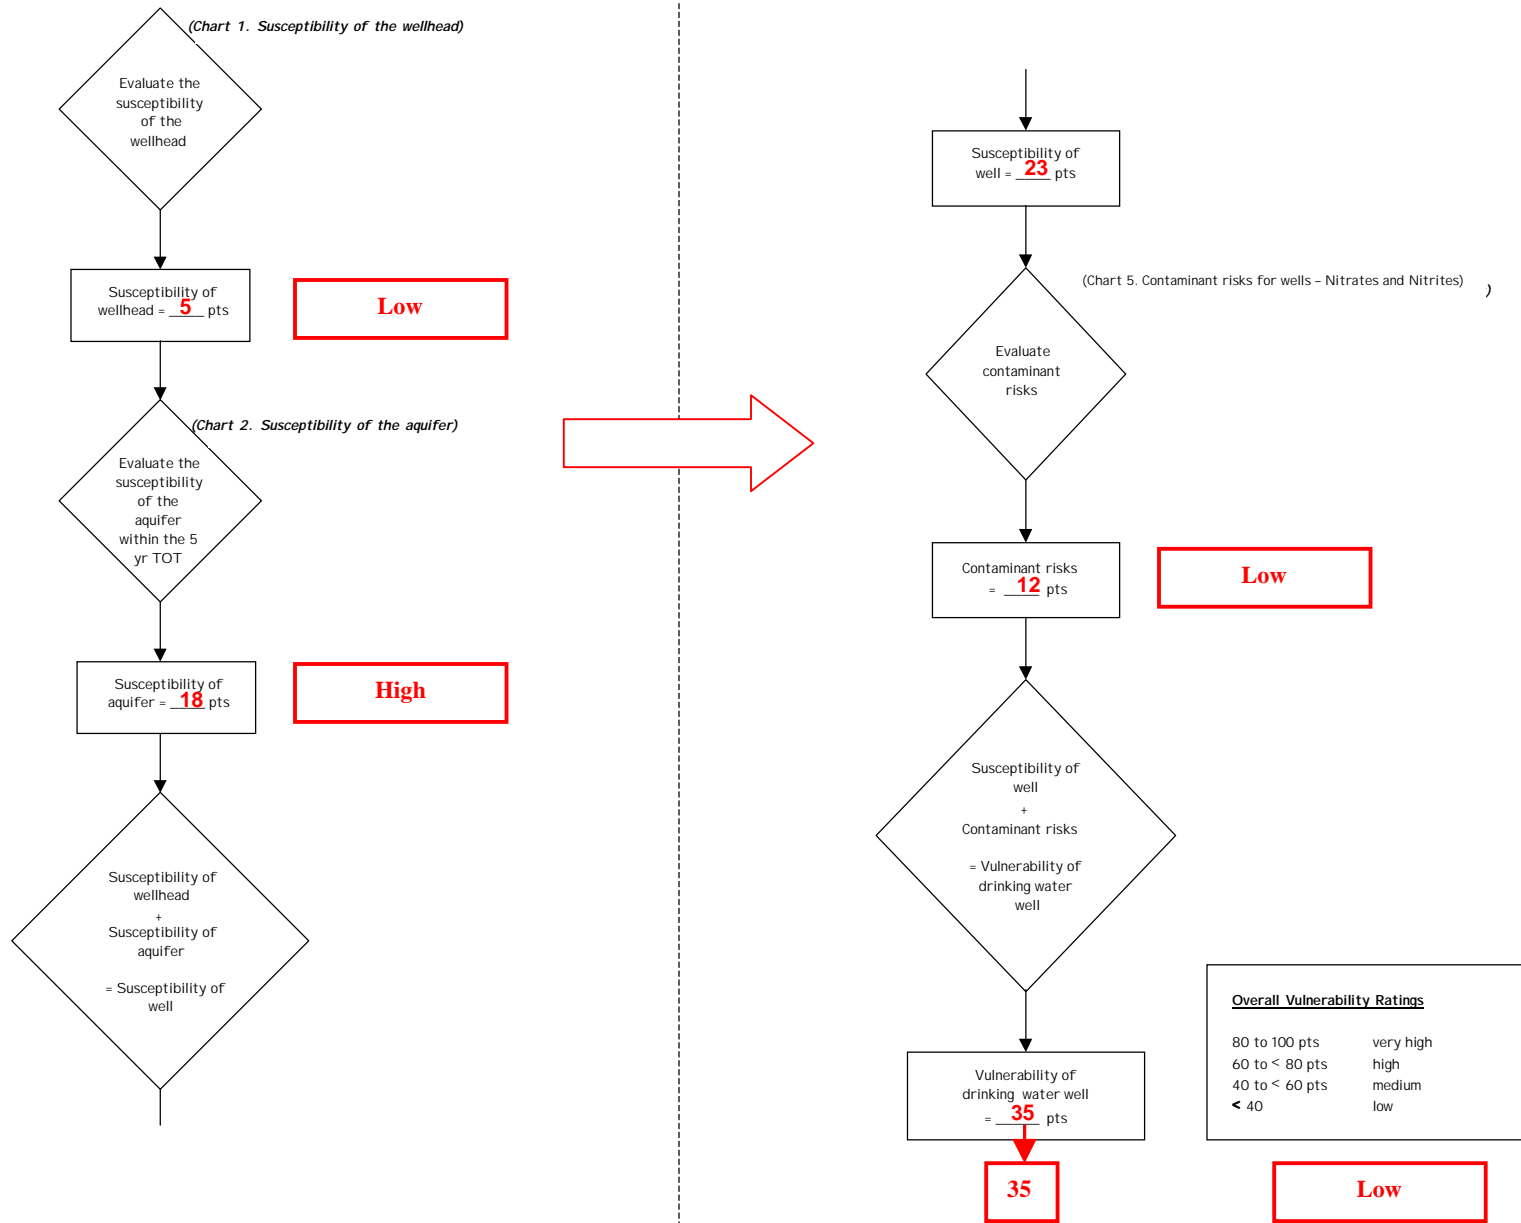 (Chart 1. Susceptibility of the wellhead)
Evaluate the
susceptibility
of the
wellhead
Susceptibility of
wellhead = 5 pts
Low
(Chart 2. Susceptibility of the aquifer)
Evaluate the
susceptibility
of the
aquifer
within the 5
yr TOT
Susceptibility of
aquifer = 18 pts
High
Susceptibility of
wellhead
+
Susceptibility of
aquifer
= Susceptibility of
well
Susceptibility of
well = 23 pts
(Chart 5. Contaminant risks for wells – Nitrates and Nitrites)
)
Evaluate
contaminant
risks
Contaminant risks
= 12 pts
Low
Susceptibility of
well
+
Contaminant risks
= Vulnerability of
drinking water
well
Vulnerability of
drinking water well
= 35 pts
35
Overall Vulnerability Ratings
80 to 100 pts very high
60 to < 80 pts high
40 to < 60 pts medium
< 40 low
Low